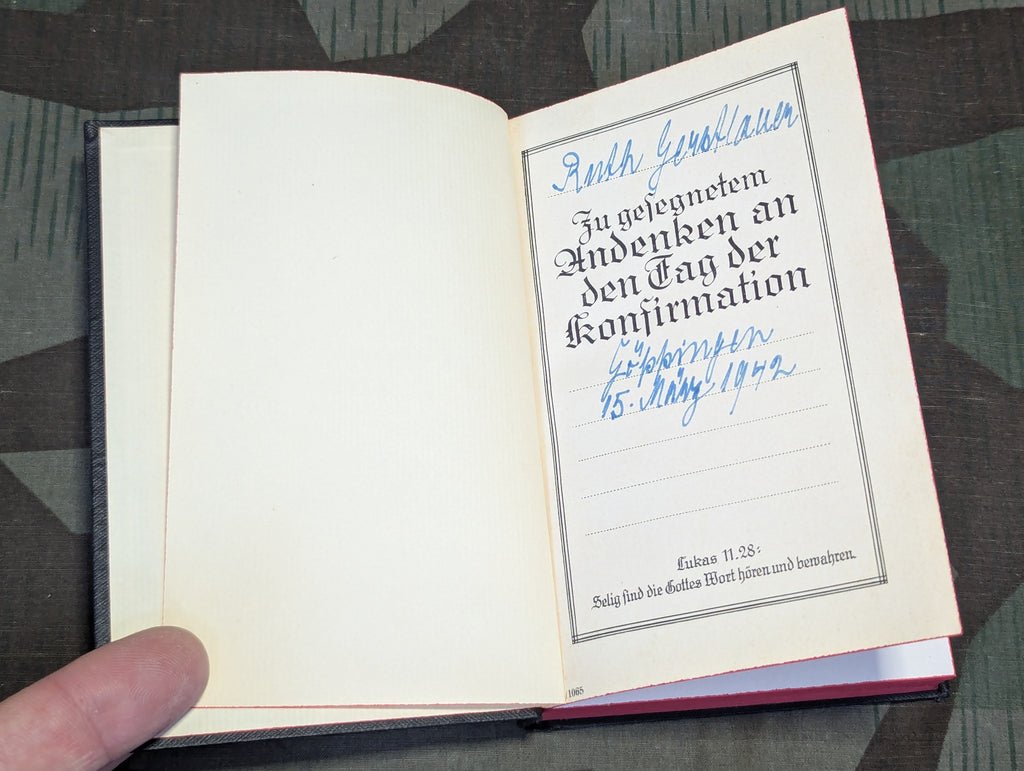 Ruth Gerstlauer
Zu gesegnetem
Andenken an
den Tag der
Konfirmation
Göppingen
15. März 1942
Lukas 11.28:
Selig sind die Gottes Wort hören und bewahren.
1065